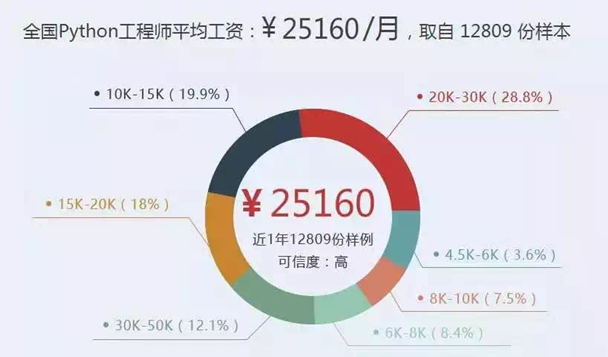 全国Python工程师平均工资：￥25160/月，取自 12809 份样本
• 10K-15K（19.9%）
• 20K-30K（28.8%）
• 15K-20K（18%）
￥25160
近1年12809份样例
可信度：高
• 4.5K-6K（3.6%）
• 8K-10K（7.5%）
• 30K-50K（12.1%）
• 6K-8K（8.4%）